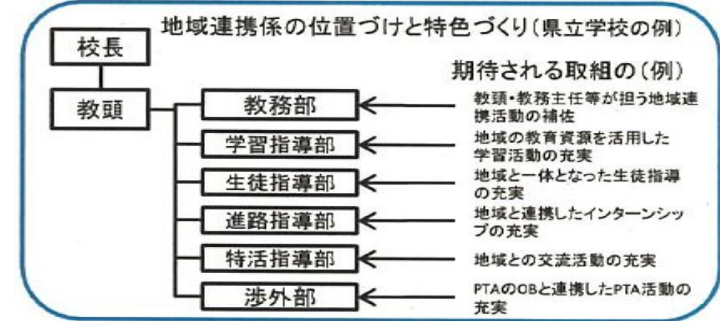 地域連携係の位置づけと特色づくり(県立学校の例)
校長
期待される取組の(例)
教頭
教務部
教頭・教務主任等が担う地域連
携活動の補佐
学習指導部
地域の教育資源を活用した
学習活動の充実
生徒指導部
地域と一体となった生徒指導
の充実
進路指導部
地域と連携したインターンシッ
プの充実
特活指導部
地域との交流活動の充実
渉外部
PTAのOBと連携したPTA活動の
充実